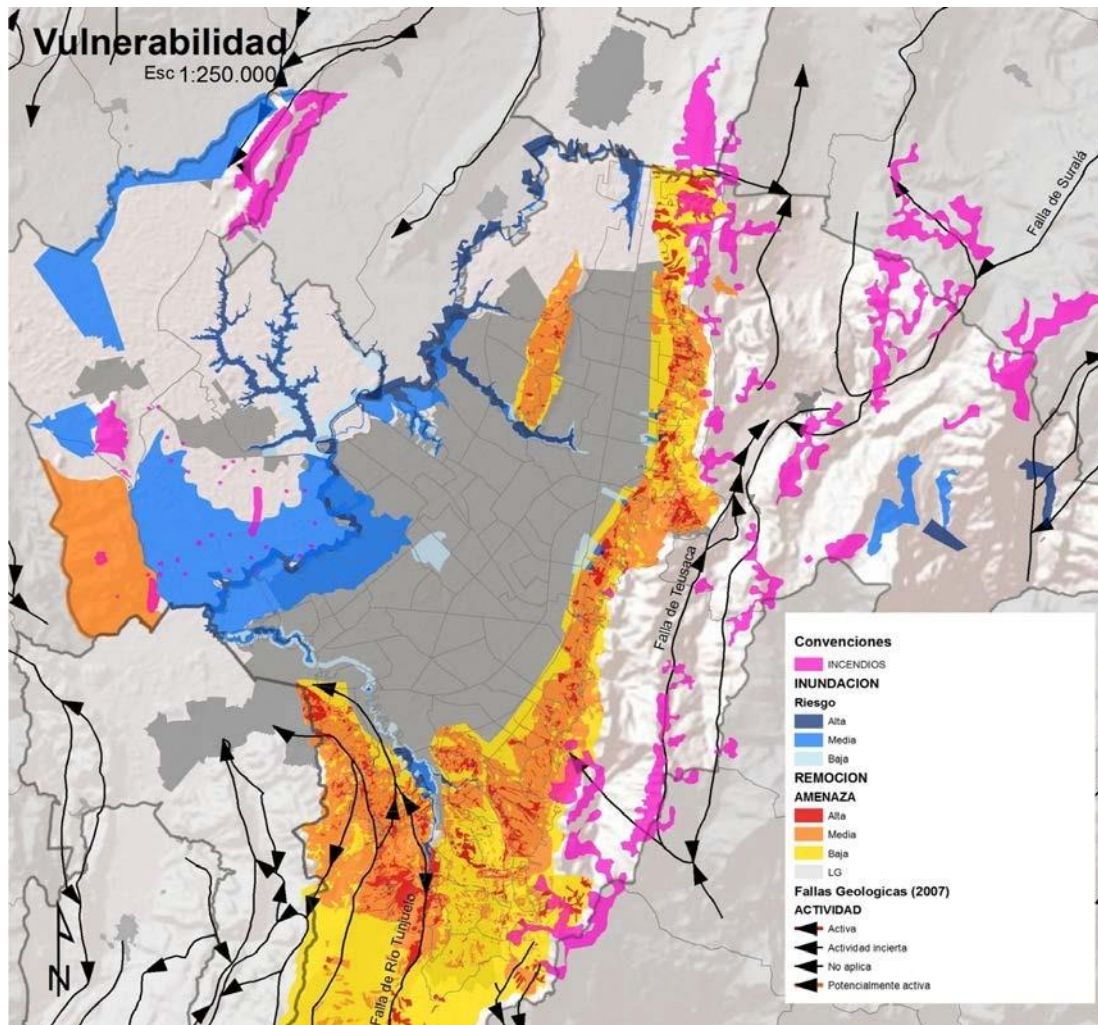 Vulnerabilidad
Esc 1:250.000
Falla de Suralá
Falla de Teusaca
Falla de Río Tunjuelo
N
Convenciones
INCENDIOS
INUNDACION
Riesgo
Alta
Media
Baja
REMOCION
AMENAZA
Alta
Media
Baja
LG
Fallas Geologicas (2007)
ACTIVIDAD
Activa
Actividad incierta
No aplica
Potencialmente activa